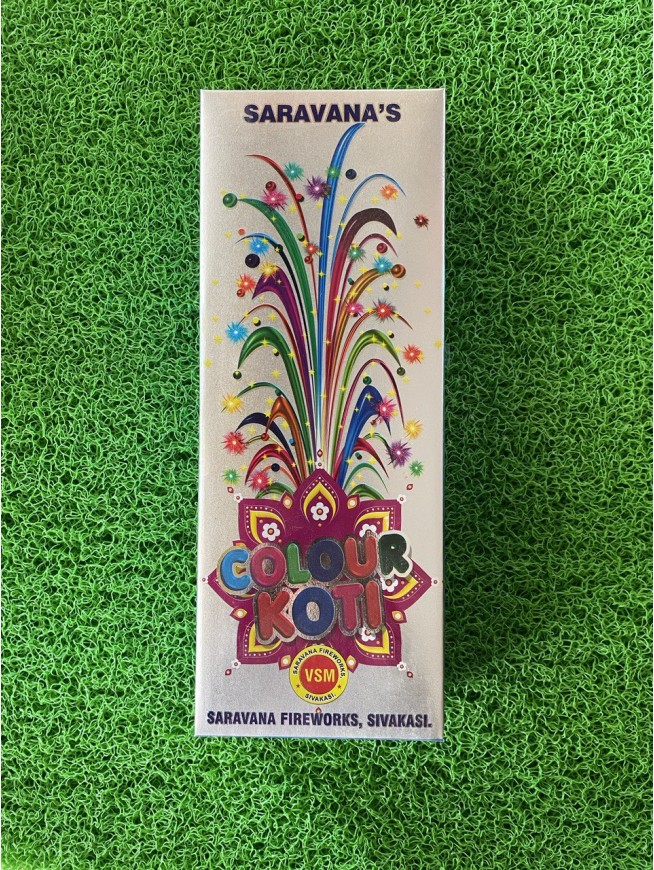 SARAVANA'S
COLOUR
KOTI
SARAVANA FIREWORKS
VSM
SIVAKASI.
SARAVANA FIREWORKS, SIVAKASI.